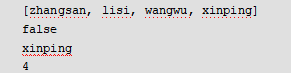 [zhangsan, lisi, wangwu, xinping]
false
xinping
4